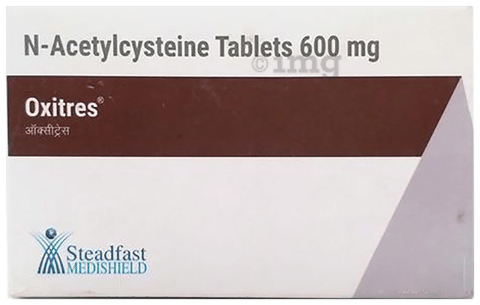 N-Acetylcysteine Tablets 600 mg
©1mg
Oxitres®
ऑक्सीट्रेस
Steadfast
MEDISHIELD